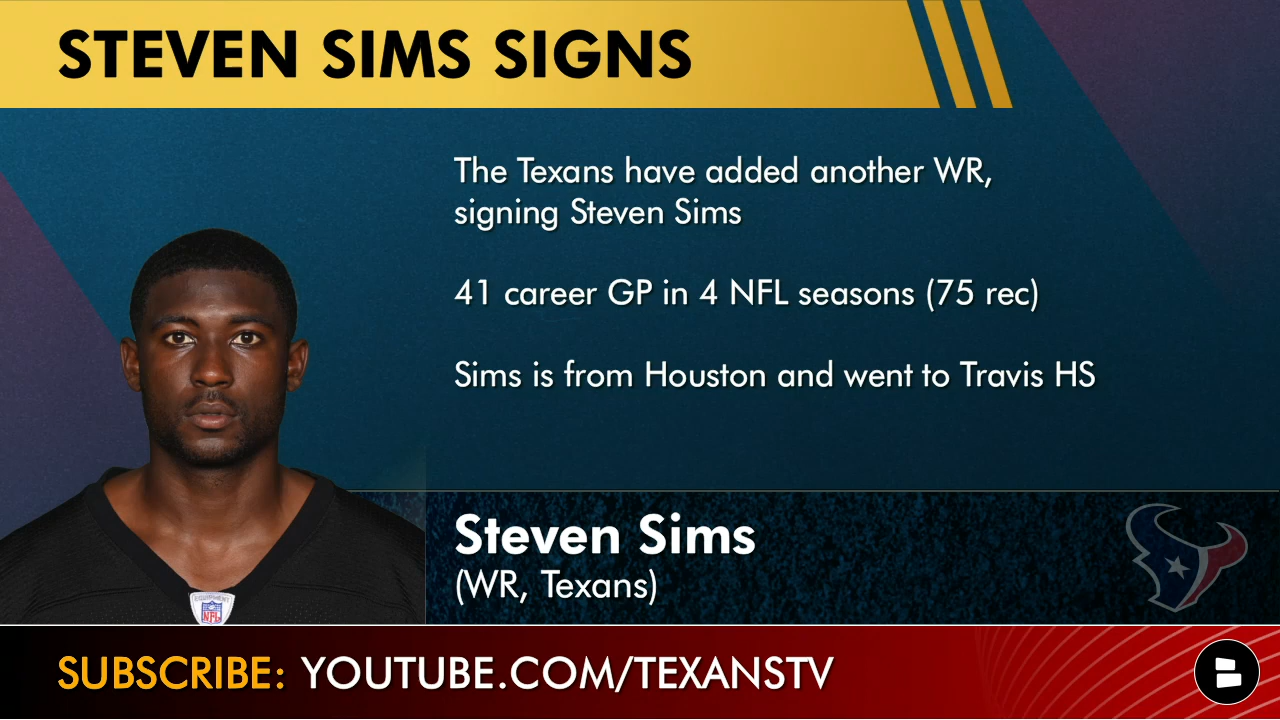 STEVEN SIMS SIGNS
The Texans have added another WR,
signing Steven Sims
41 career GP in 4 NFL seasons (75 rec)
Sims is from Houston and went to Travis HS
Steven Sims
(WR, Texans)
EQUIPMENT
NFL
SUBSCRIBE: YOUTUBE.COM/TEXANSTV